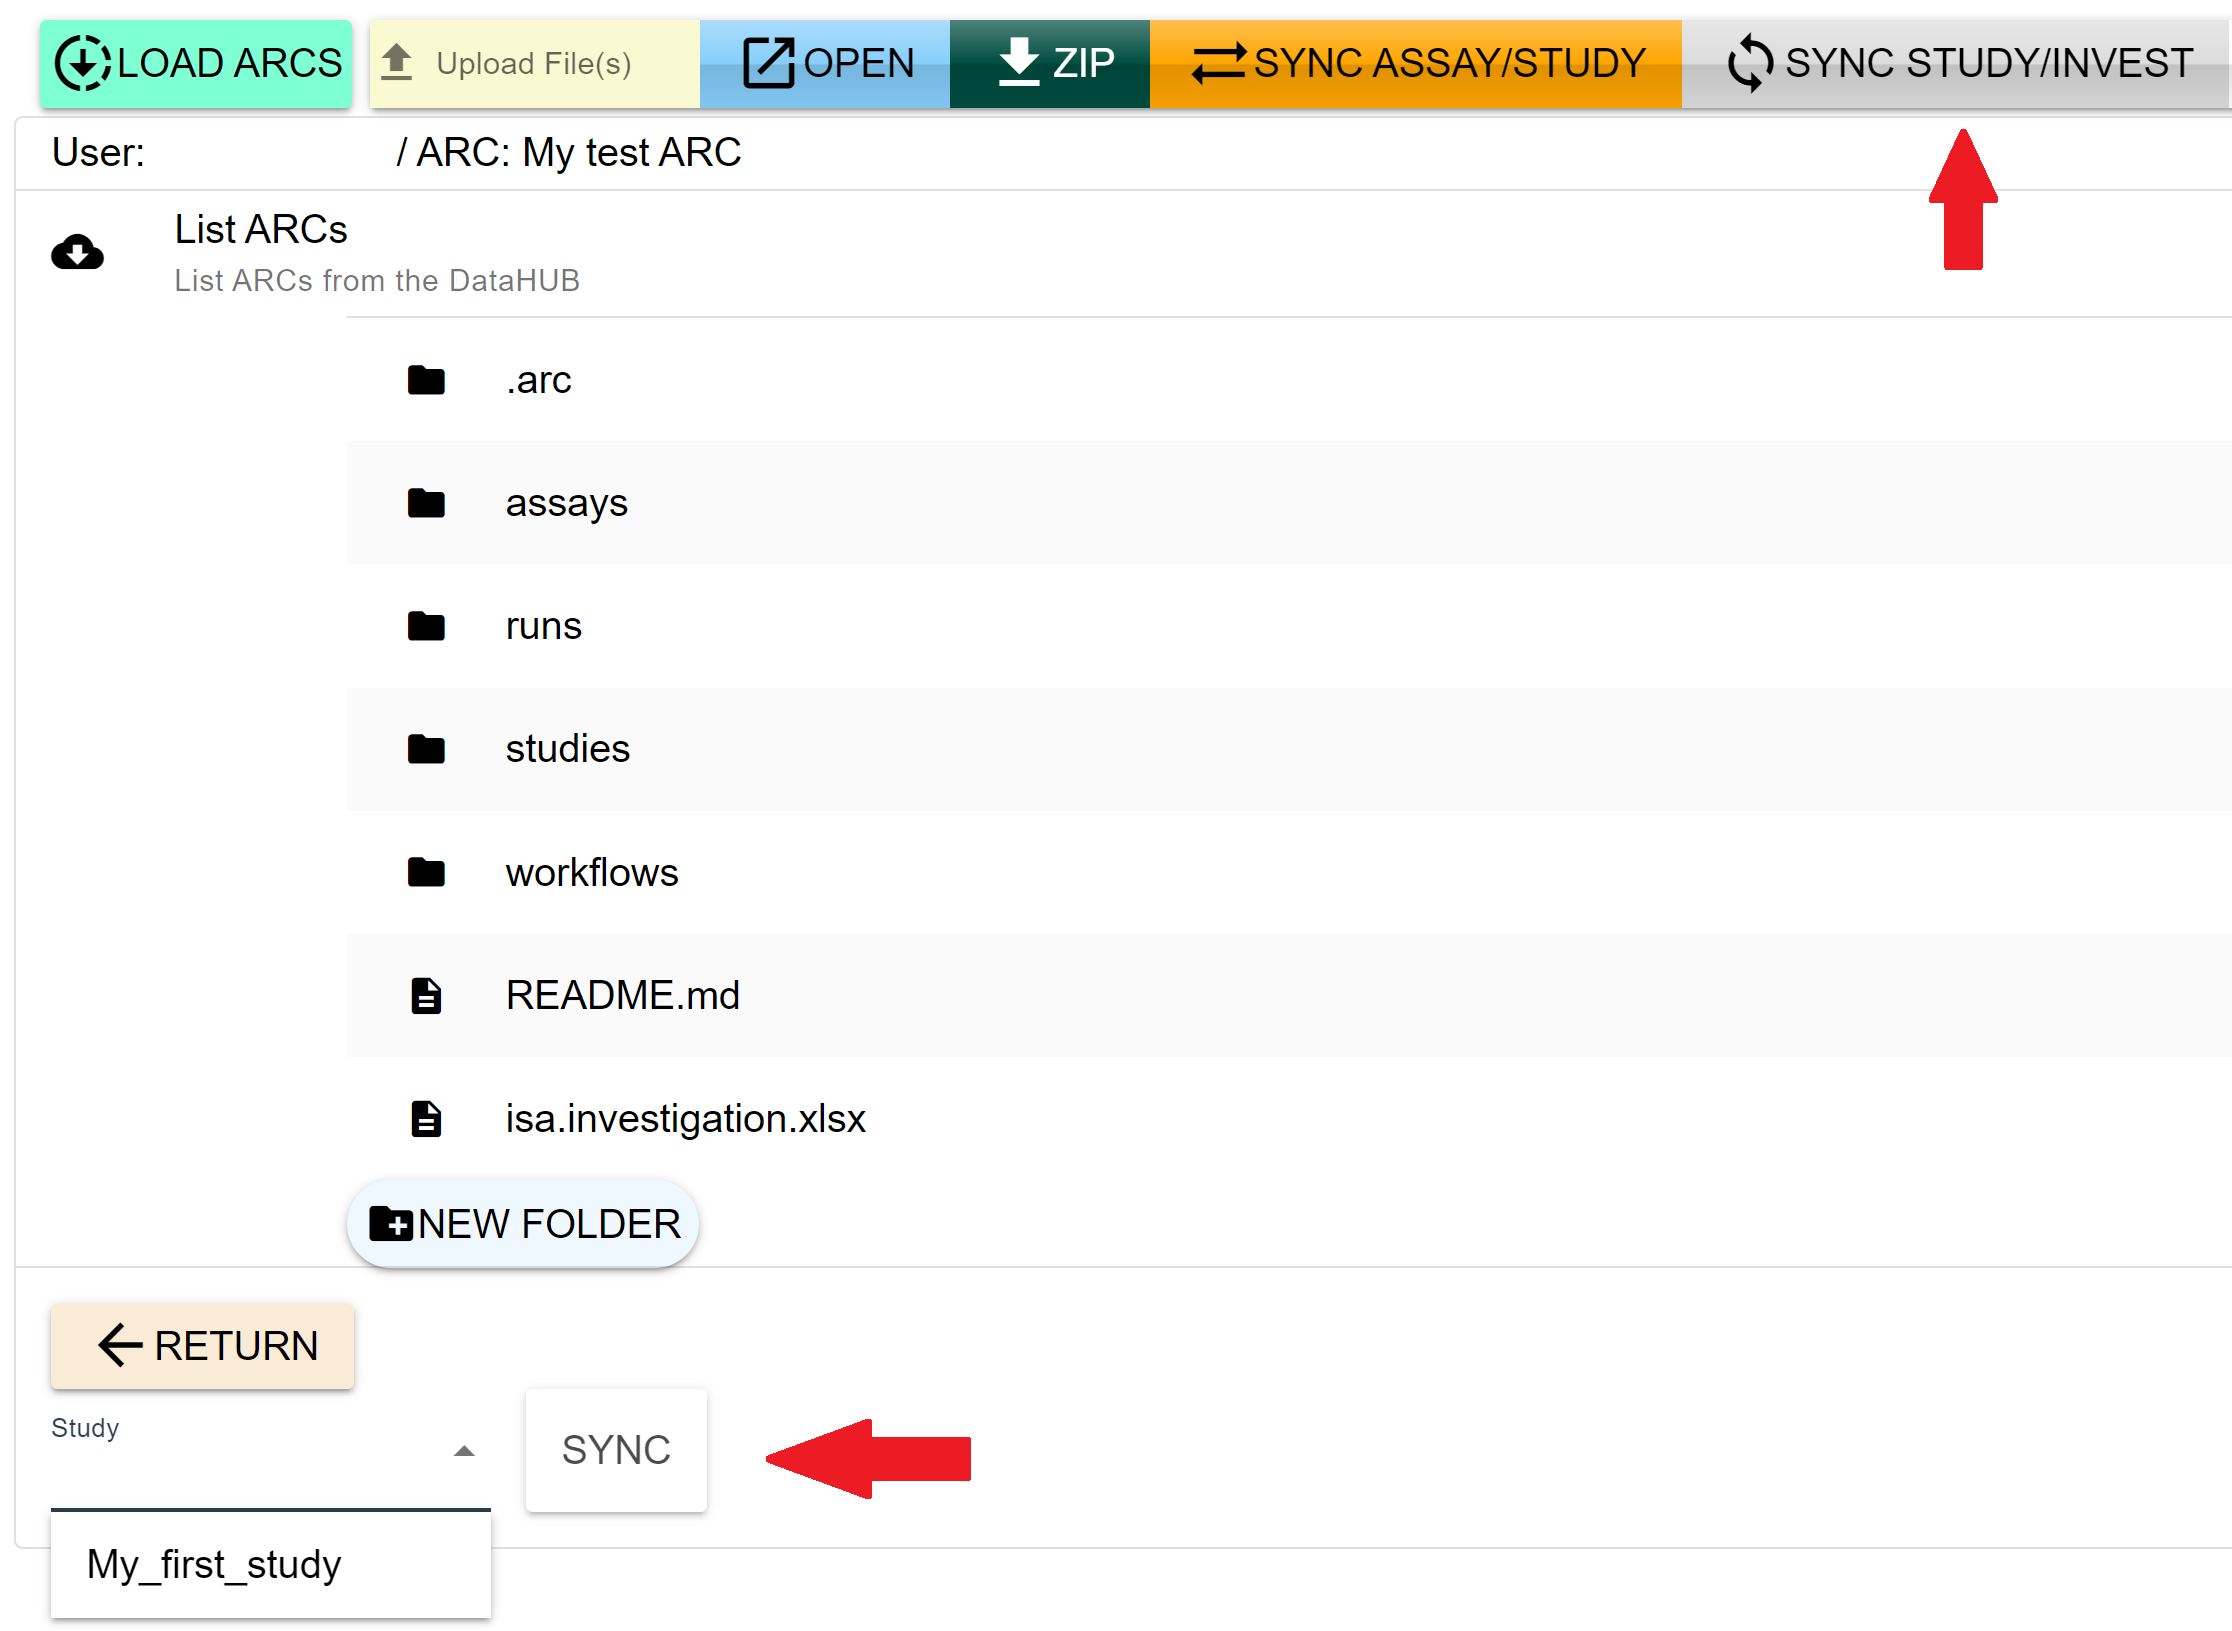 LOAD ARCS Upload File(s) OPEN ZIP SYNC ASSAY/STUDY SYNC STUDY/INVEST
User: / ARC: My test ARC
List ARCs
List ARCs from the DataHUB
.arc
assays
runs
studies
workflows
README.md
isa.investigation.xlsx
NEW FOLDER
RETURN
Study
SYNC
My_first_study